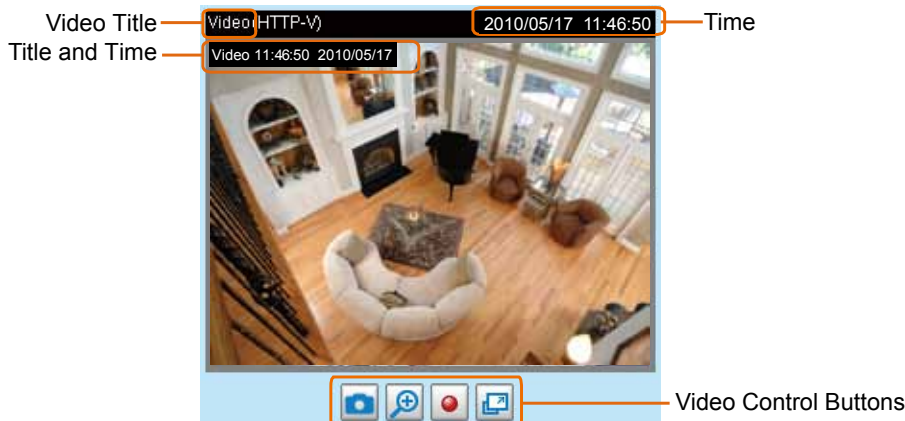 Video Title
Video(HTTP-V) 2010/05/17 11:46:50
Time
Title and Time
Video 11:46:50 2010/05/17
Video Control Buttons